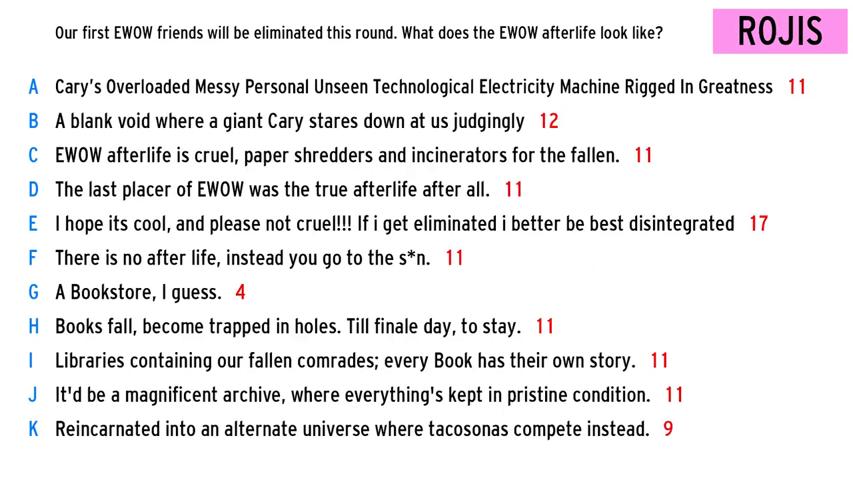 Our first EWOW friends will be eliminated this round. What does the EWOW afterlife look like?
ROJIS
A Cary's Overloaded Messy Personal Unseen Technological Electricity Machine Rigged In Greatness 11
B A blank void where a giant Cary stares down at us judgingly 12
C EWOW afterlife is cruel, paper shredders and incinerators for the fallen. 11
D The last placer of EWOW was the true afterlife after all. 11
E I hope its cool, and please not cruel!!! If i get eliminated i better be best disintegrated 17
F There is no after life, instead you go to the s*n. 11
G A Bookstore, I guess. 4
H Books fall, become trapped in holes. Till finale day, to stay. 11
I Libraries containing our fallen comrades; every Book has their own story. 11
J It'd be a magnificent archive, where everything's kept in pristine condition. 11
K Reincarnated into an alternate universe where tacosonas compete instead. 9